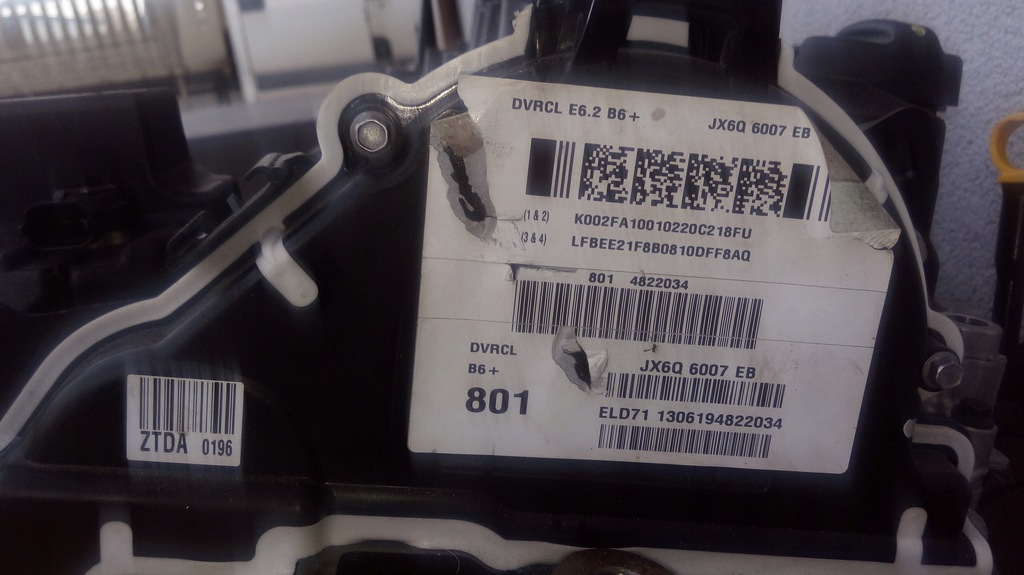 DVRCL E6.2 B6+ JX6Q 6007 EB
(1 & 2) K002FA10010220C218FU
(3 & 4) LFBEE21F8B0810DFF8AQ
801 4822034
DVRCL
B6+
801
JX6Q 6007 EB
ELD71 1306194822034
ZTDA 0196